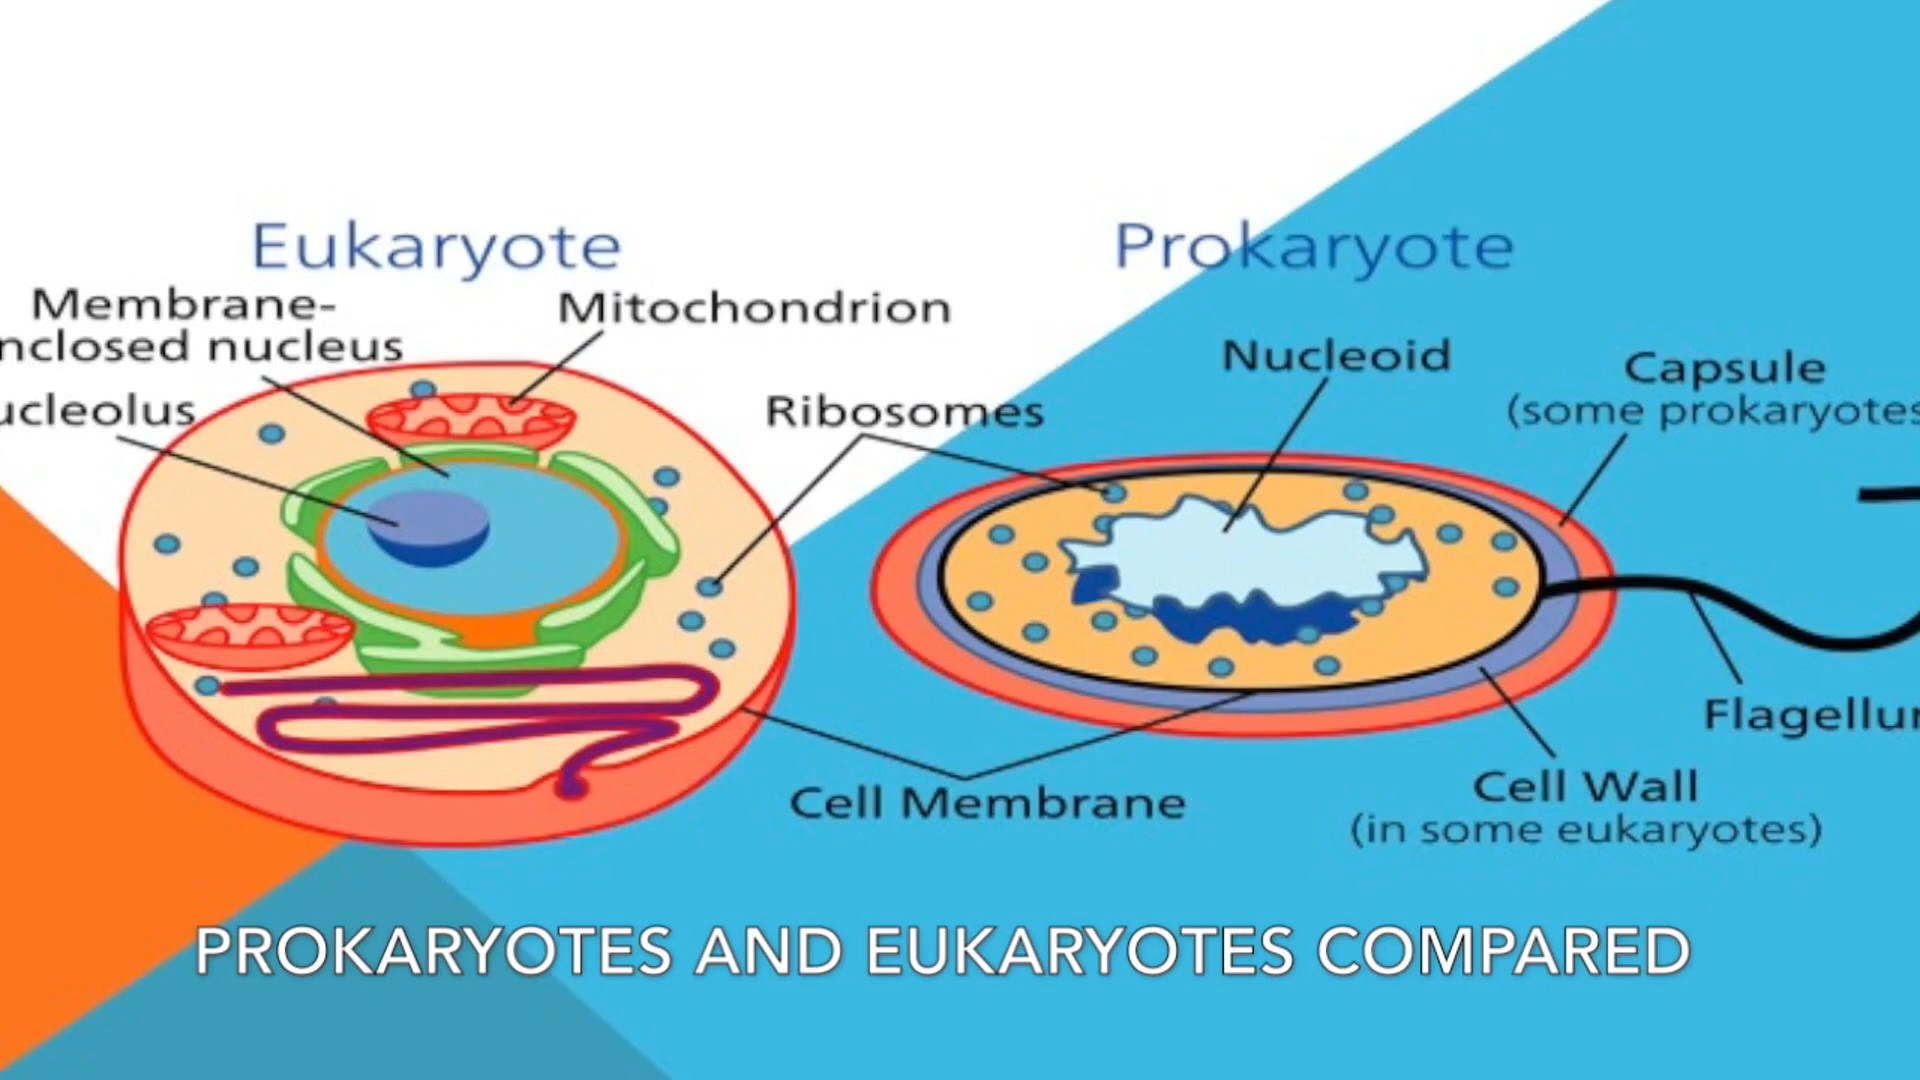 Eukaryote
Prokaryote
Membrane-
nclosed nucleus
ucleolus
Mitochondrion
Ribosomes
Nucleoid
Capsule
(some prokaryotes
Flagellu
Cell Membrane
Cell Wall
(in some eukaryotes)
PROKARYOTES AND EUKARYOTES COMPARED